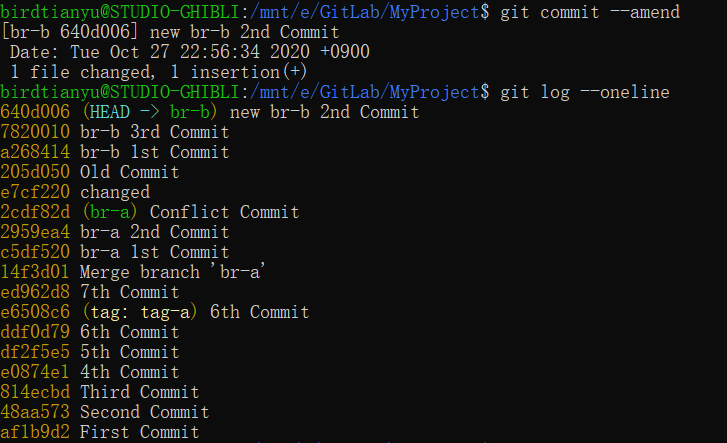 birdtianyu@STUDIO-GHIBLI:/mnt/e/GitLab/MyProject$ git commit --amend
[br-b 640d006] new br-b 2nd Commit
 Date: Tue Oct 27 22:56:34 2020 +0900
 1 file changed, 1 insertion(+)
birdtianyu@STUDIO-GHIBLI:/mnt/e/GitLab/MyProject$ git log --oneline
640d006 (HEAD -> br-b) new br-b 2nd Commit
7820010 br-b 3rd Commit
a268414 br-b 1st Commit
205d050 Old Commit
e7cf220 changed
2cdf82d (br-a) Conflict Commit
2959ea4 br-a 2nd Commit
c5df520 br-a 1st Commit
14f3d01 Merge branch 'br-a'
ed962d8 7th Commit
e6508c6 (tag: tag-a) 6th Commit
ddf0d79 6th Commit
df2f5e5 5th Commit
e0874e1 4th Commit
814ecbd Third Commit
48aa573 Second Commit
af1b9d2 First Commit